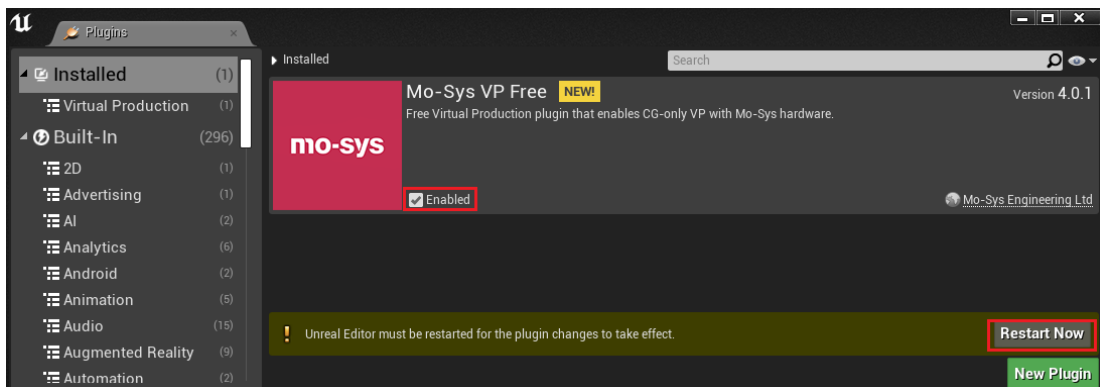 Plugins
Installed (1)
Virtual Production (1)
Built-In (296)
2D (1)
Advertising (1)
AI (2)
Analytics (6)
Android (2)
Animation (5)
Audio (15)
Augmented Reality (9)
Automation (2)
Installed
Search
mo-sys
Mo-Sys VP Free NEW! Version 4.0.1
Free Virtual Production plugin that enables CG-only VP with Mo-Sys hardware.
Enabled Mo-Sys Engineering Ltd
Unreal Editor must be restarted for the plugin changes to take effect. Restart Now
New Plugin